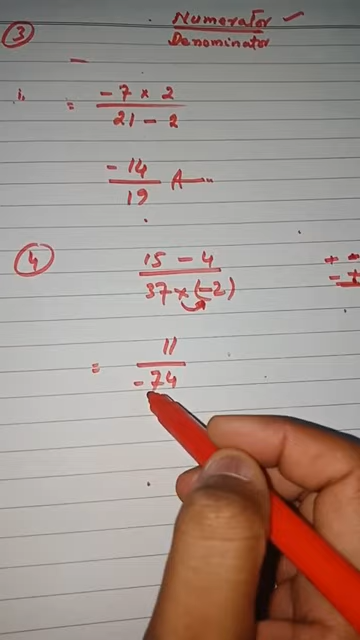 ③ Numerator ✓
Denominator
i, = -7 × 2
21 - 2
-14
19
④ 15 - 4
37 × (-2)
+ -
- +
= 11
-74